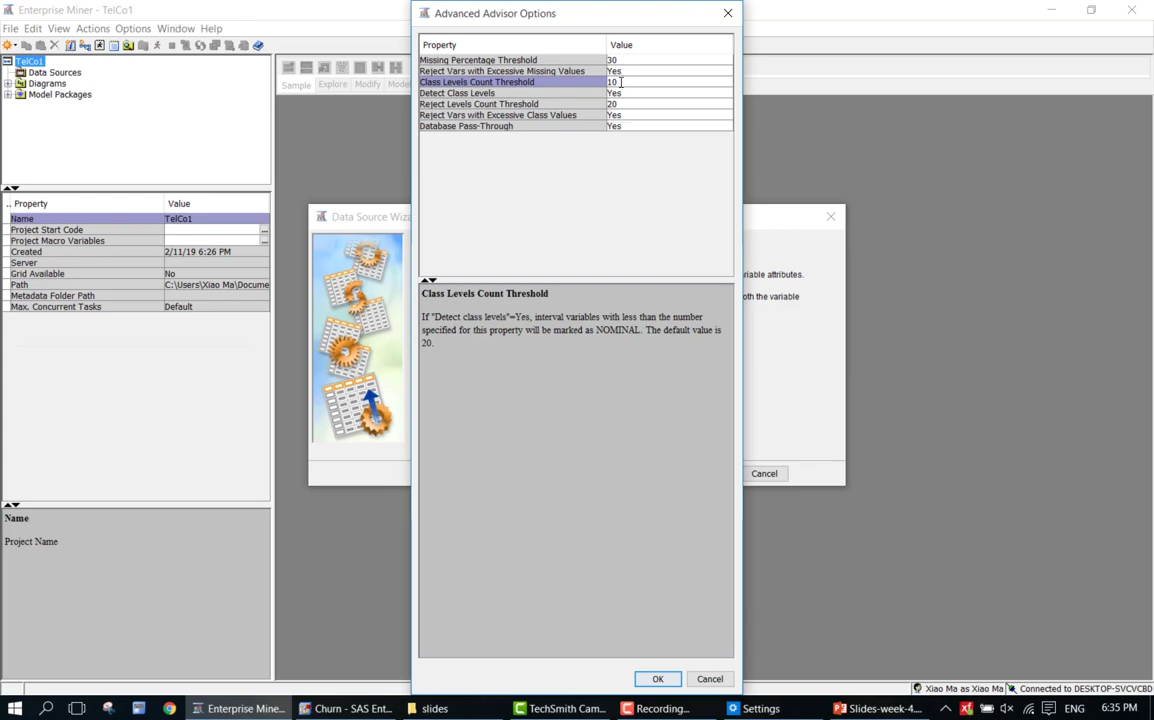 Enterprise Miner - TelCo1
File Edit View Actions Options Window Help
TelCo1
Data Sources
Diagrams
Model Packages
.. Property Value
Name TelCo1
Project Start Code ...
Project Macro Variables ...
Created 2/11/19 6:26 PM
Server
Grid Available No
Path C:\Users\Xiao Ma\Docume
Metadata Folder Path
Max. Concurrent Tasks Default
Name
Project Name
Sample Explore Modify
Data Source Wiza
riable attributes.
oth the variable
Cancel
Advanced Advisor Options
Property Value
Missing Percentage Threshold 30
Reject Vars with Excessive Missing Values Yes
Class Levels Count Threshold 10
Detect Class Levels Yes
Reject Levels Count Threshold 20
Reject Vars with Excessive Class Values Yes
Database Pass-Through Yes
Class Levels Count Threshold
If "Detect class levels"=Yes, interval variables with less than the number
specified for this property will be marked as NOMINAL. The default value is
20.
OK Cancel
Xiao Ma as Xiao Ma Connected to DESKTOP-SVCVCBD
Enterprise Mine... Churn - SAS Ent... slides TechSmith Cam... Recording... Settings Slides-week-4... ENG 6:35 PM